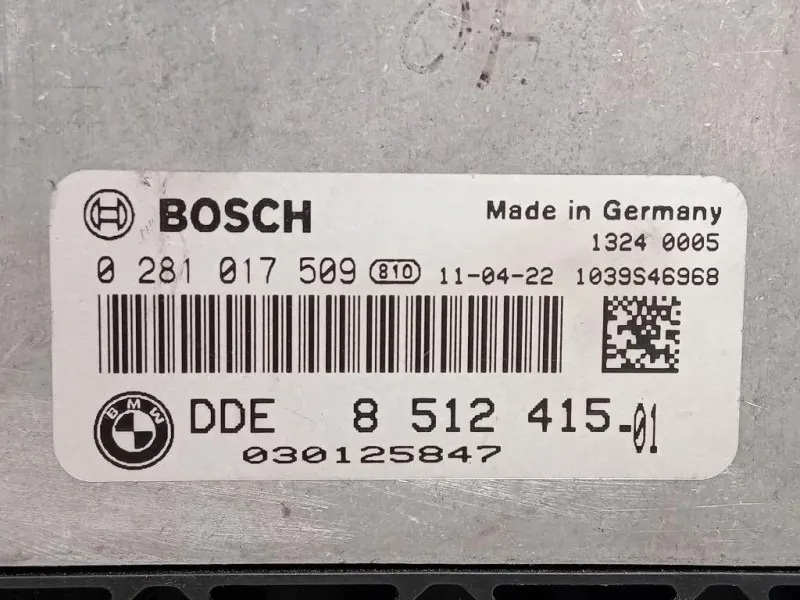 BOSCH
Made in Germany
1324 0005
0 281 017 509 810 11-04-22 1039S46968
BMW
DDE 8 512 415-01
030125847